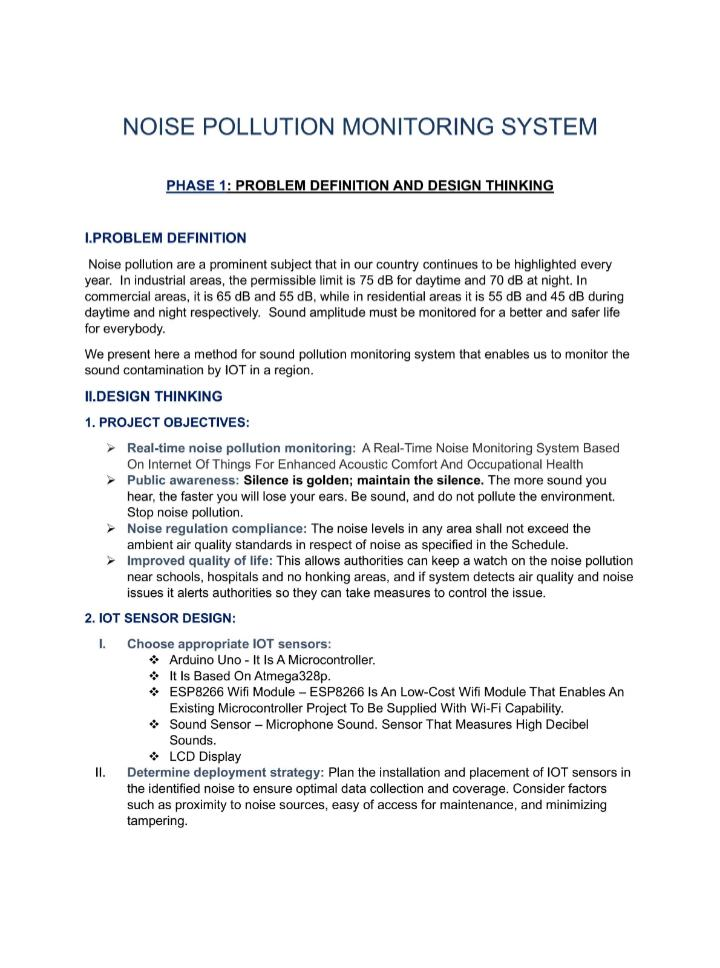 NOISE POLLUTION MONITORING SYSTEM
PHASE 1: PROBLEM DEFINITION AND DESIGN THINKING
I.PROBLEM DEFINITION
Noise pollution are a prominent subject that in our country continues to be highlighted every
year. In industrial areas, the permissible limit is 75 dB for daytime and 70 dB at night. In
commercial areas, it is 65 dB and 55 dB, while in residential areas it is 55 dB and 45 dB during
daytime and night respectively. Sound amplitude must be monitored for a better and safer life
for everybody.
We present here a method for sound pollution monitoring system that enables us to monitor the
sound contamination by IOT in a region.
II.DESIGN THINKING
1. PROJECT OBJECTIVES:
➢ Real-time noise pollution monitoring: A Real-Time Noise Monitoring System Based
On Internet Of Things For Enhanced Acoustic Comfort And Occupational Health
➢ Public awareness: Silence is golden; maintain the silence. The more sound you
hear, the faster you will lose your ears. Be sound, and do not pollute the environment.
Stop noise pollution.
➢ Noise regulation compliance: The noise levels in any area shall not exceed the
ambient air quality standards in respect of noise as specified in the Schedule.
➢ Improved quality of life: This allows authorities can keep a watch on the noise pollution
near schools, hospitals and no honking areas, and if system detects air quality and noise
issues it alerts authorities so they can take measures to control the issue.
2. IOT SENSOR DESIGN:
I. Choose appropriate IOT sensors:
❖ Arduino Uno - It Is A Microcontroller.
❖ It Is Based On Atmega328p.
❖ ESP8266 Wifi Module – ESP8266 Is An Low-Cost Wifi Module That Enables An
Existing Microcontroller Project To Be Supplied With Wi-Fi Capability.
❖ Sound Sensor – Microphone Sound. Sensor That Measures High Decibel
Sounds.
❖ LCD Display
II. Determine deployment strategy: Plan the installation and placement of IOT sensors in
the identified noise to ensure optimal data collection and coverage. Consider factors
such as proximity to noise sources, easy of access for maintenance, and minimizing
tampering.